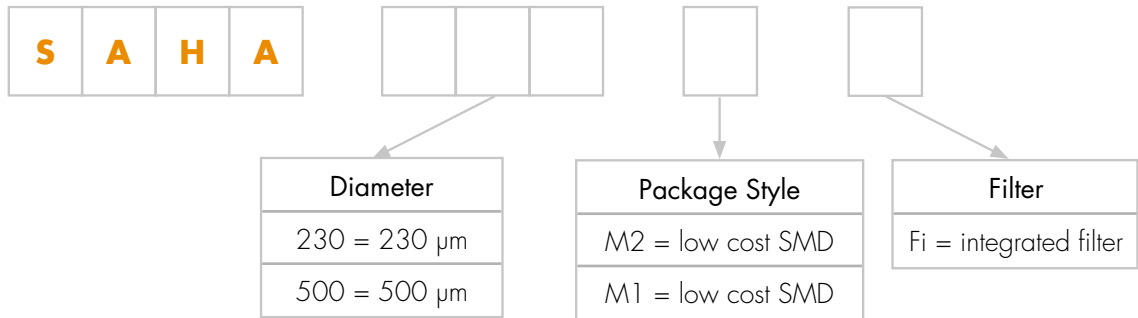 S A H A
Diameter
230 = 230 µm
500 = 500 µm
Package Style
M2 = low cost SMD
M1 = low cost SMD
Filter
Fi = integrated filter